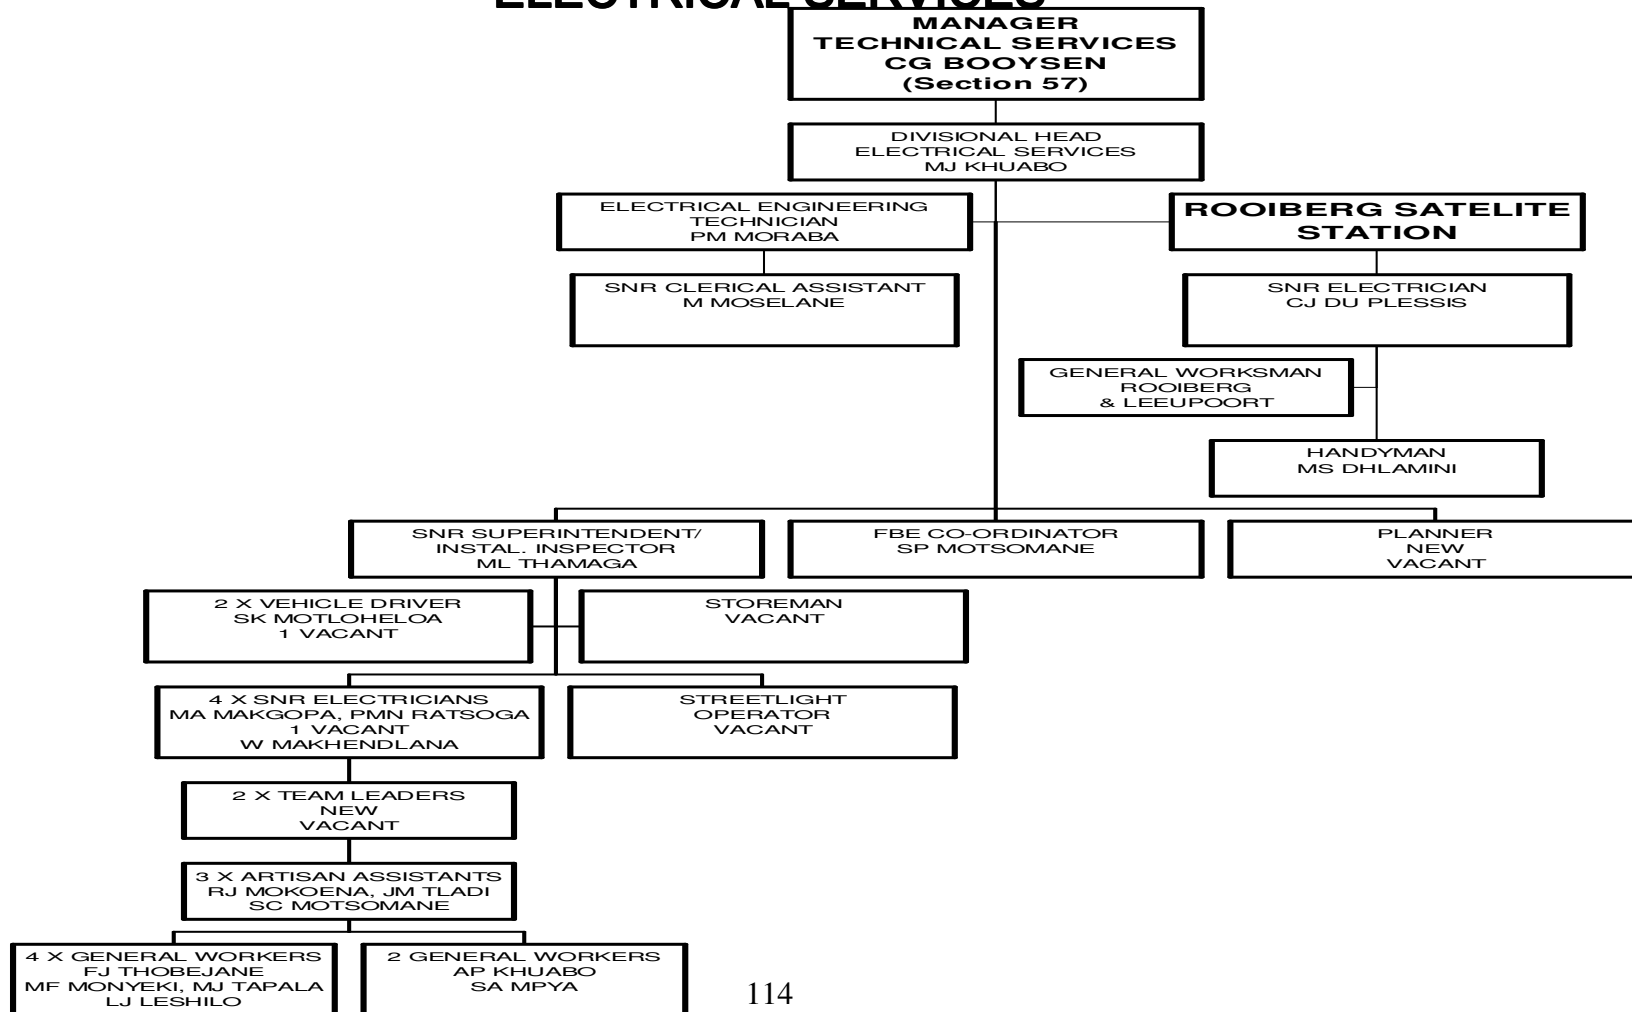 ELECTRICAL SERVICES
MANAGER
TECHNICAL SERVICES
CG BOOYSEN
(Section 57)
DIVISIONAL HEAD
ELECTRICAL SERVICES
MJ KHUABO
ELECTRICAL ENGINEERING
TECHNICIAN
PM MORABA
ROOIBERG SATELITE
STATION
SNR CLERICAL ASSISTANT
M MOSELANE
SNR ELECTRICIAN
CJ DU PLESSIS
GENERAL WORKSMAN
ROOIBERG
& LEEUPOORT
HANDYMAN
MS DHLAMINI
SNR SUPERINTENDENT/
INSTAL. INSPECTOR
ML THAMAGA
FBE CO-ORDINATOR
SP MOTSOMANE
PLANNER
NEW
VACANT
2 X VEHICLE DRIVER
SK MOTLOHELOA
1 VACANT
STOREMAN
VACANT
4 X SNR ELECTRICIANS
MA MAKGOPA, PMN RATSOGA
1 VACANT
W MAKHENDLANA
STREETLIGHT
OPERATOR
VACANT
2 X TEAM LEADERS
NEW
VACANT
3 X ARTISAN ASSISTANTS
RJ MOKOENA, JM TLADI
SC MOTSOMANE
4 X GENERAL WORKERS
FJ THOBEJANE
MF MONYEKI, MJ TAPALA
LJ LESHILO
2 GENERAL WORKERS
AP KHUABO
SA MPYA
114